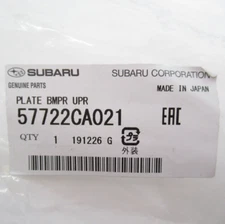 SUBARU SUBARU CORPORATION
GENUINE PARTS MADE IN JAPAN
PLATE BMPR UPR
57722CA021 EAC
QTY 1 191226 G
外装